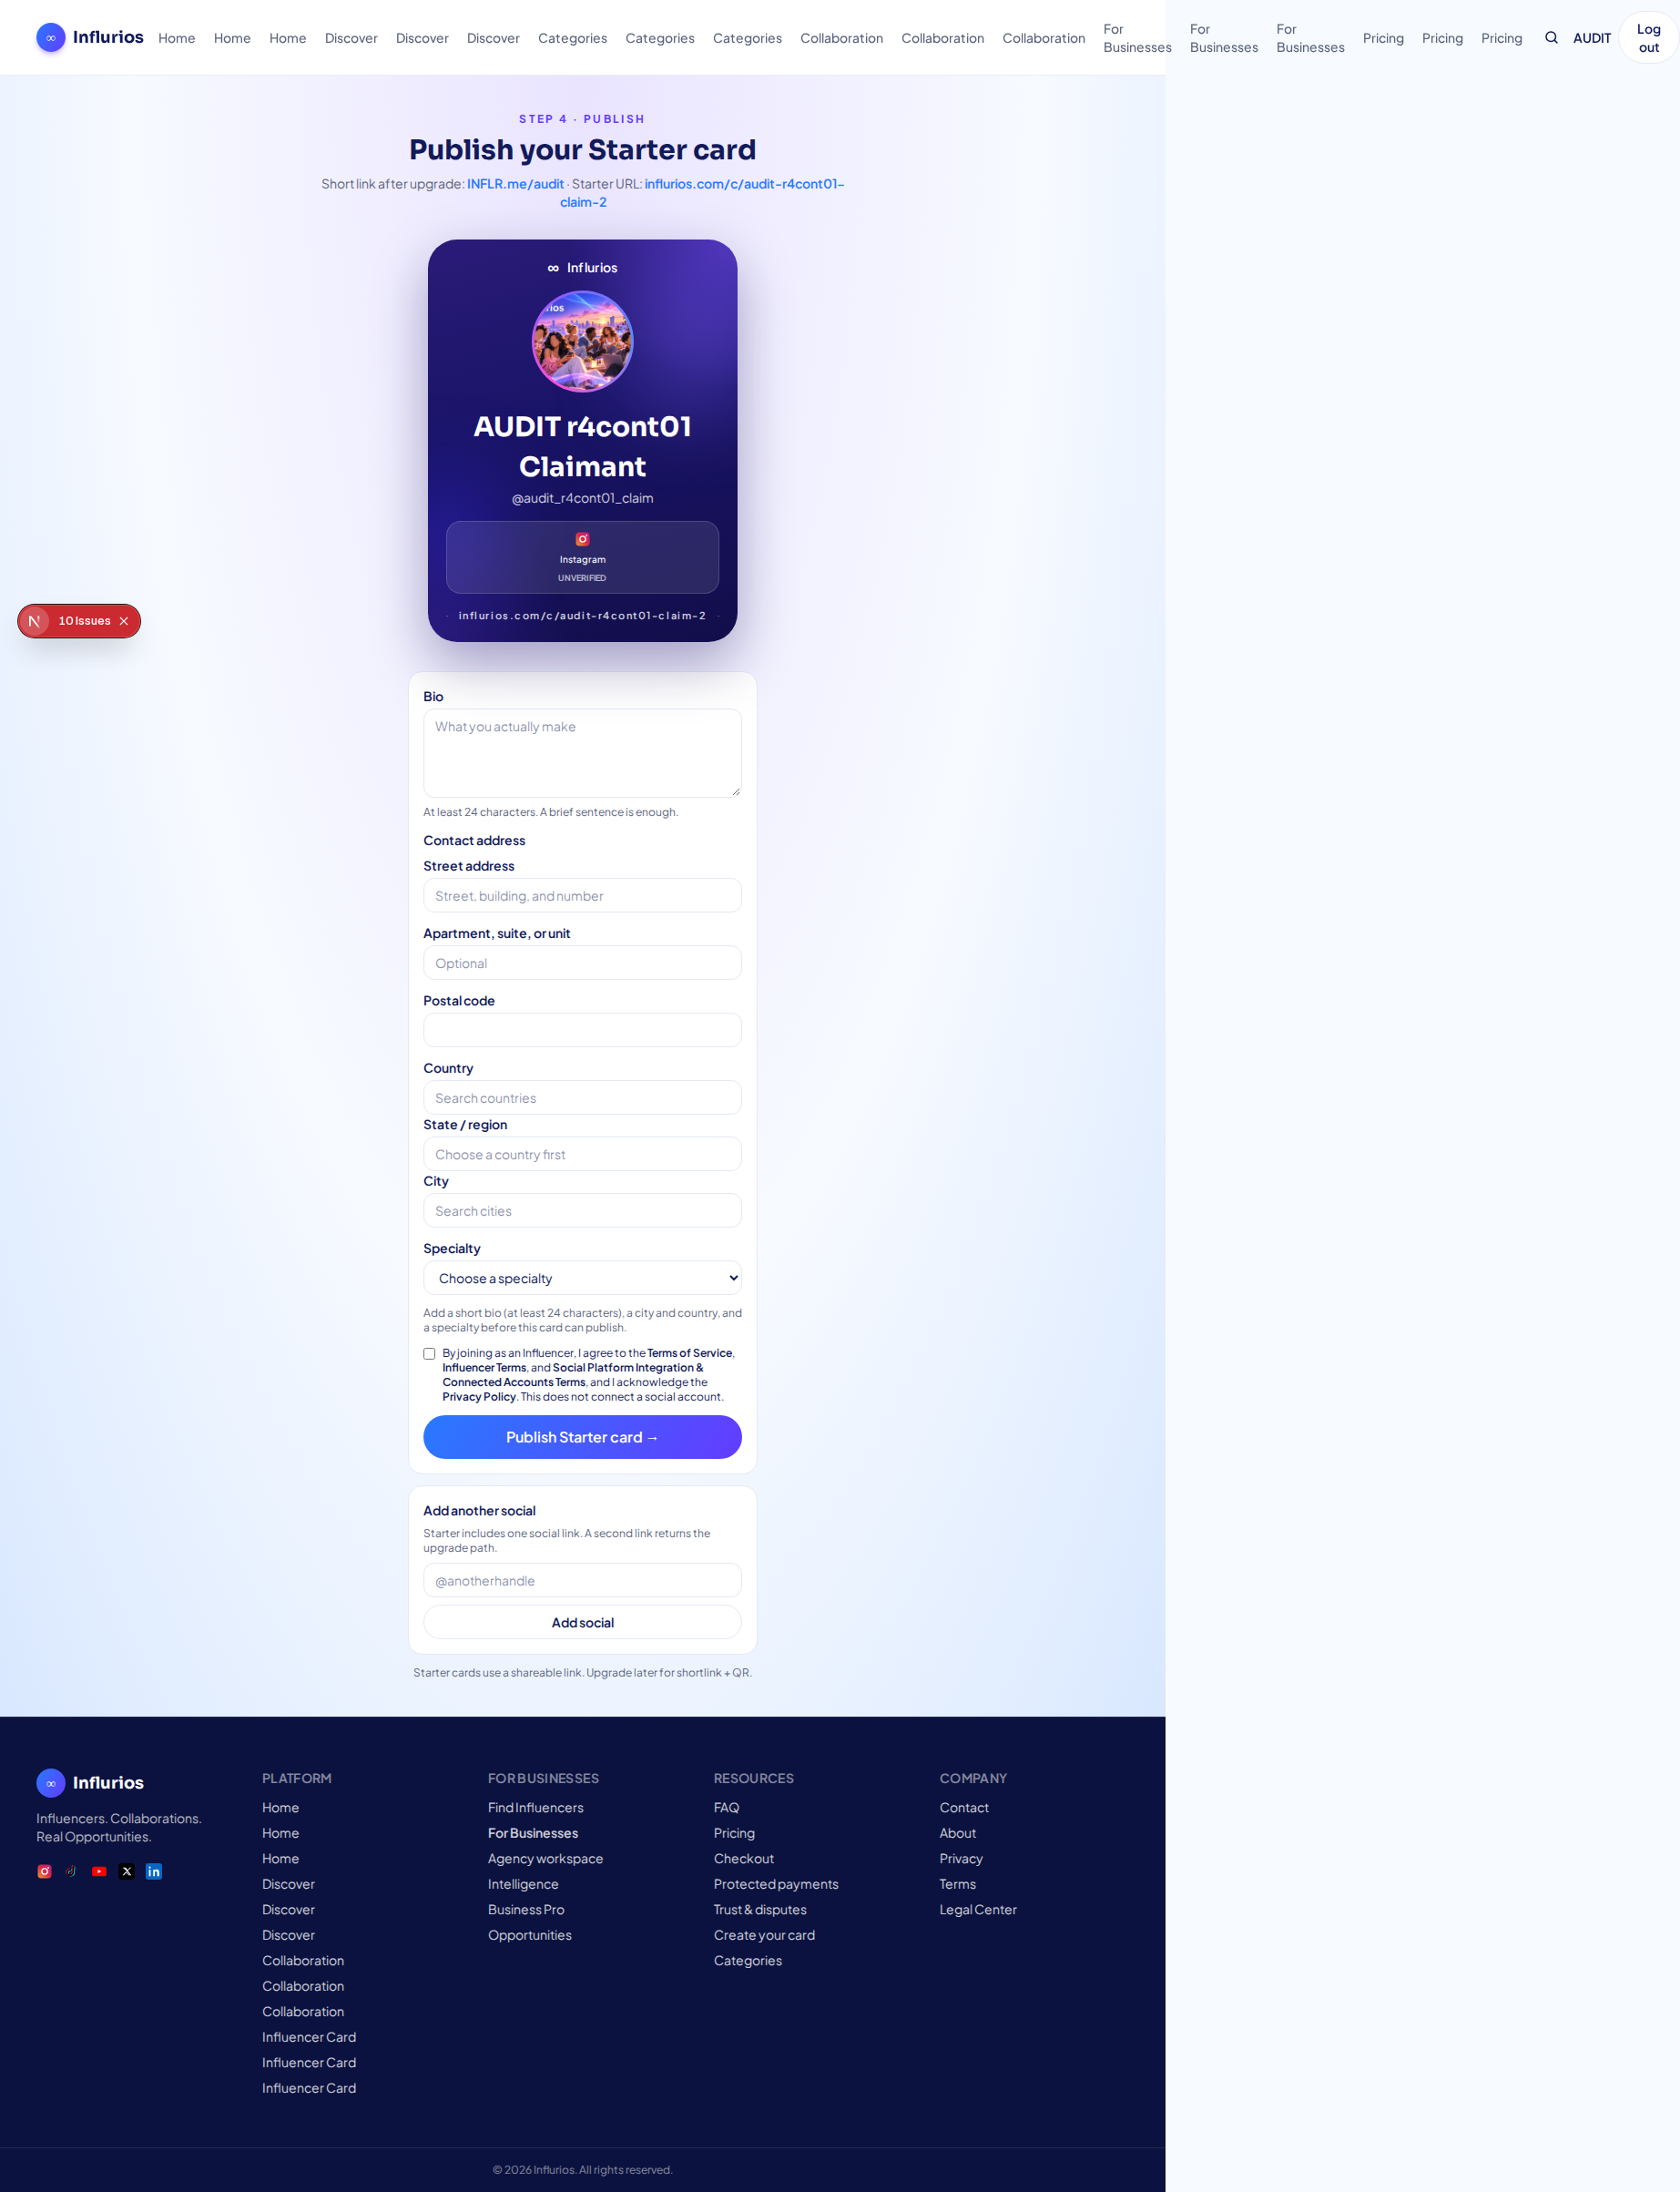 ∞ Influrios Home Home Home Discover Discover Discover Categories Categories Categories Collaboration Collaboration Collaboration For Businesses For Businesses For Businesses Pricing Pricing Pricing AUDIT Log out
STEP 4 · PUBLISH
Publish your Starter card
Short link after upgrade: INFLR.me/audit · Starter URL: influrios.com/c/audit-r4cont01-
claim-2
∞ Influrios
rios
AUDIT r4cont01
Claimant
@audit_r4cont01_claim
Instagram
UNVERIFIED
· influrios.com/c/audit-r4cont01-claim-2 ·
N 10 Issues ×
Bio
What you actually make
At least 24 characters. A brief sentence is enough.
Contact address
Street address
Street, building, and number
Apartment, suite, or unit
Optional
Postal code
Country
Search countries
State / region
Choose a country first
City
Search cities
Specialty
Choose a specialty
Add a short bio (at least 24 characters), a city and country, and
a specialty before this card can publish.
By joining as an Influencer, I agree to the Terms of Service,
Influencer Terms, and Social Platform Integration &
Connected Accounts Terms, and I acknowledge the
Privacy Policy. This does not connect a social account.
Publish Starter card →
Add another social
Starter includes one social link. A second link returns the
upgrade path.
@anotherhandle
Add social
Starter cards use a shareable link. Upgrade later for shortlink + QR.
∞ Influrios
Influencers. Collaborations.
Real Opportunities.
PLATFORM
Home
Home
Home
Discover
Discover
Discover
Collaboration
Collaboration
Collaboration
Influencer Card
Influencer Card
Influencer Card
FOR BUSINESSES
Find Influencers
For Businesses
Agency workspace
Intelligence
Business Pro
Opportunities
RESOURCES
FAQ
Pricing
Checkout
Protected payments
Trust & disputes
Create your card
Categories
COMPANY
Contact
About
Privacy
Terms
Legal Center
© 2026 Influrios. All rights reserved.